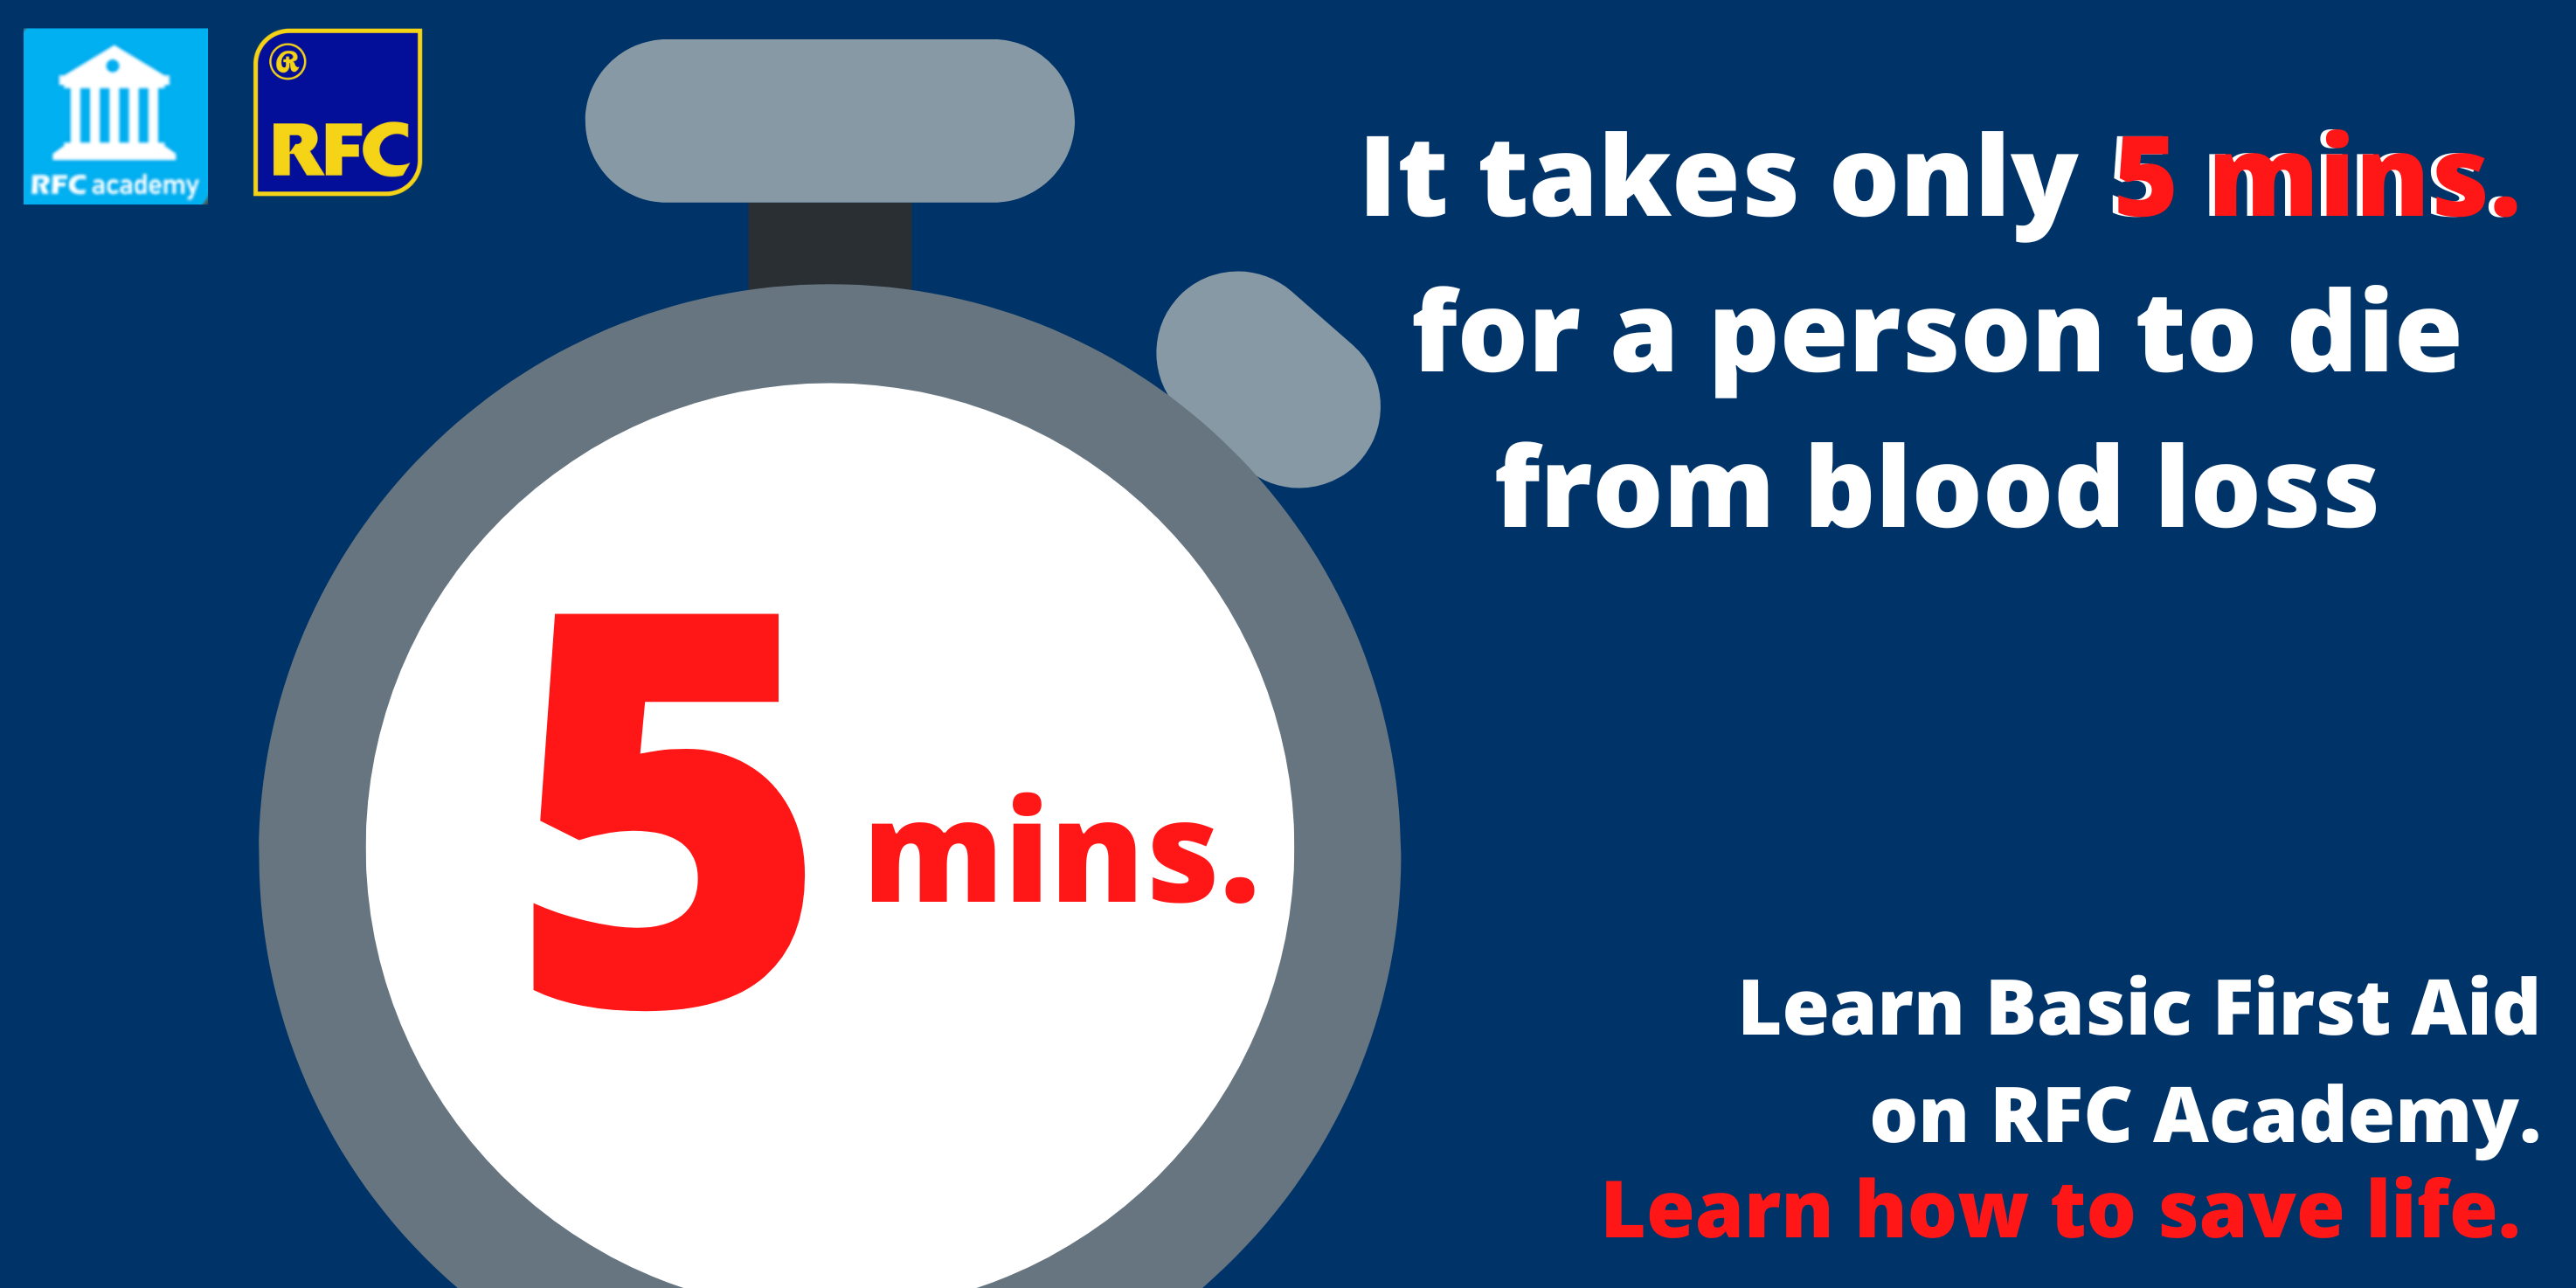 RFC academy
®
RFC
It takes only 5 mins.
for a person to die
from blood loss
5 mins.
Learn Basic First Aid
on RFC Academy.
Learn how to save life.